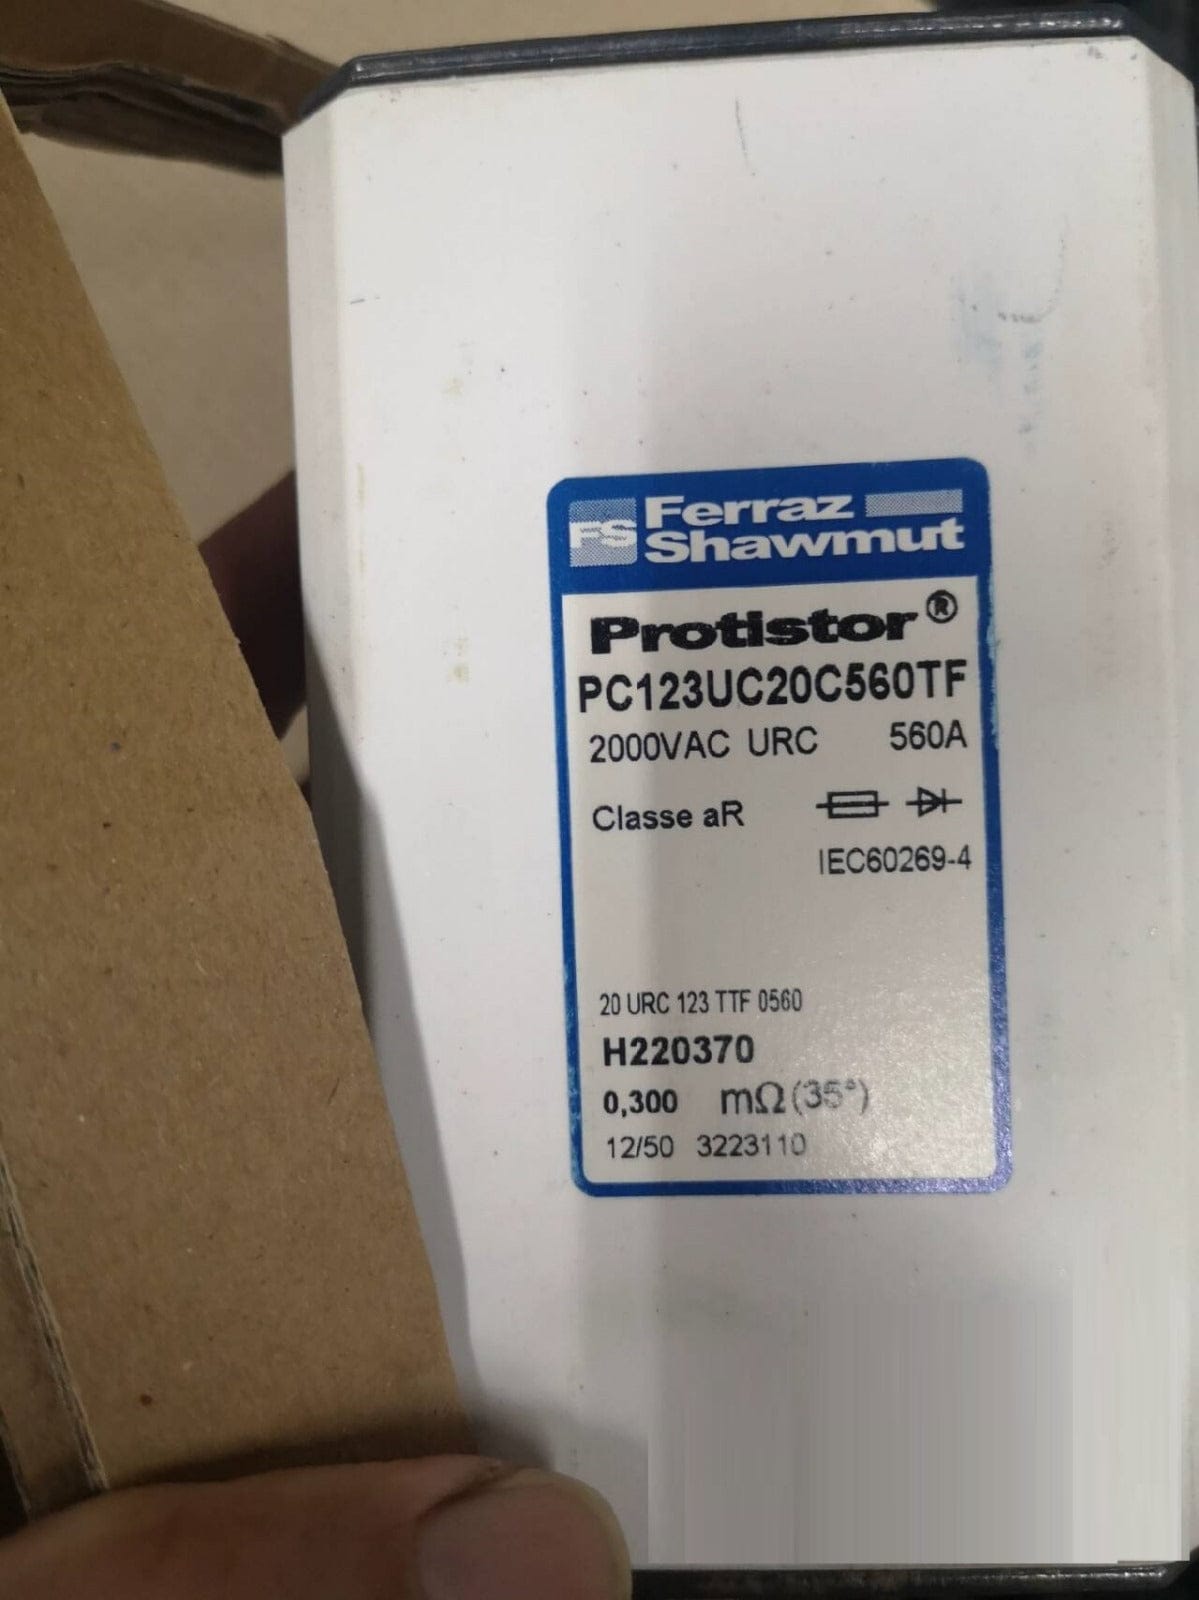 FS Ferraz
Shawmut
Protistor®
PC123UC20C560TF
2000VAC URC 560A
Classe aR
IEC60269-4
20 URC 123 TTF 0560
H220370
0,300 mΩ(35°)
12/50 3223110